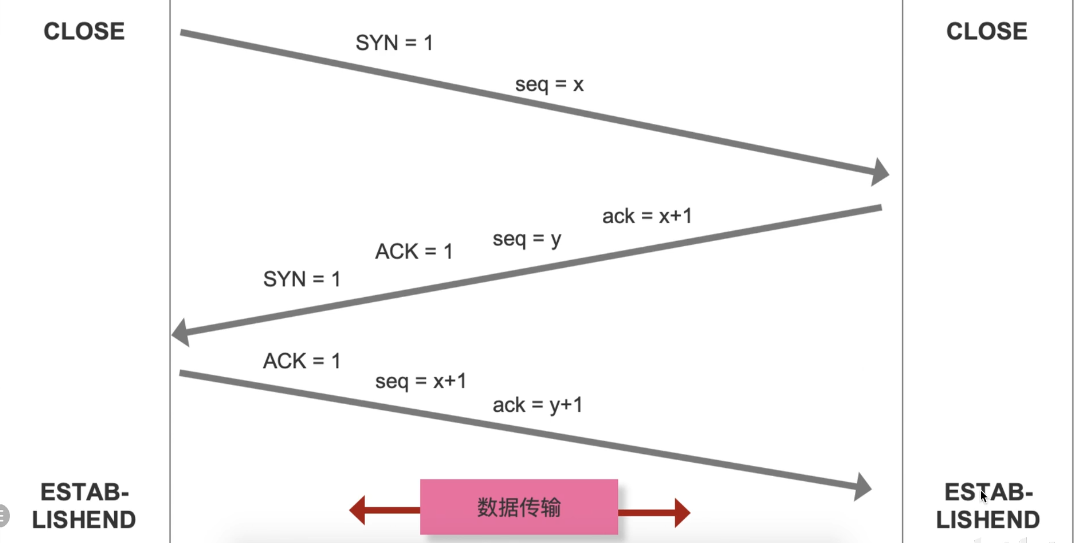 CLOSE
CLOSE
SYN = 1
seq = x
ack = x+1
seq = y
ACK = 1
SYN = 1
ACK = 1
seq = x+1
ack = y+1
ESTAB-
LISHEND
数据传输
ESTAB-
LISHEND